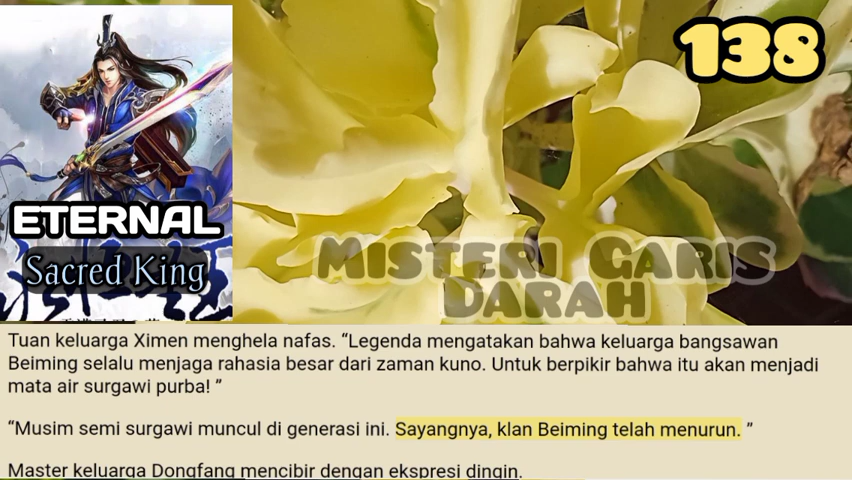 138
ETERNAL
Sacred King
MISTERI GARIS
DARAH
Tuan keluarga Ximen menghela nafas. “Legenda mengatakan bahwa keluarga bangsawan
Beiming selalu menjaga rahasia besar dari zaman kuno. Untuk berpikir bahwa itu akan menjadi
mata air surgawi purba! ”
“Musim semi surgawi muncul di generasi ini. Sayangnya, klan Beiming telah menurun. ”
Master keluarga Dongfang mencibir dengan ekspresi dingin.